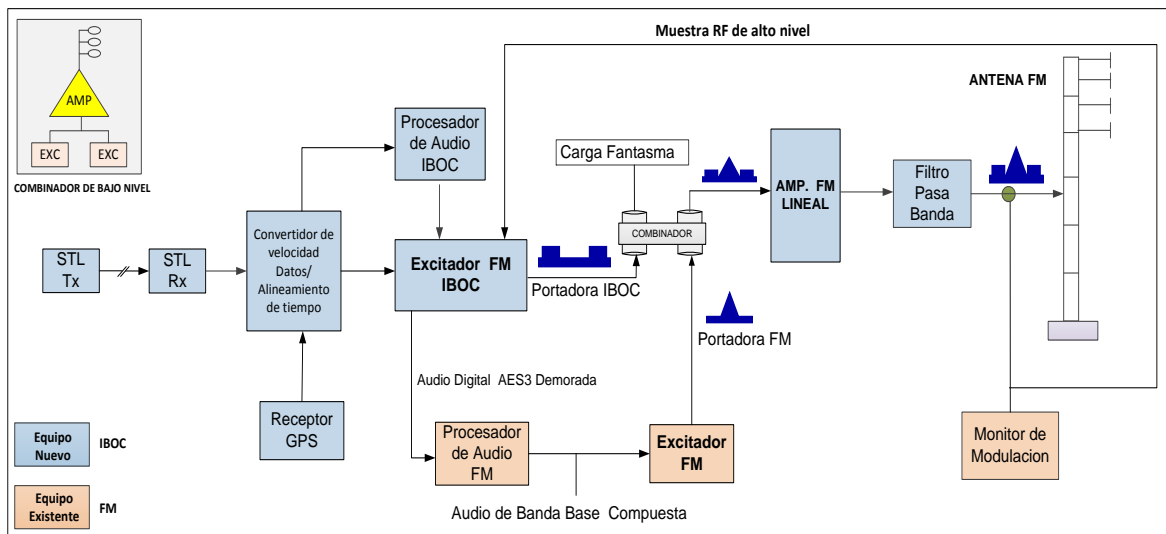 Muestra RF de alto nivel
ANTENA FM
AMP
EXC
EXC
COMBINADOR DE BAJO NIVEL
Procesador
de Audio
IBOC
Carga Fantasma
COMBINADOR
AMP. FM
LINEAL
Filtro
Pasa
Banda
STL
Tx
STL
Rx
Convertidor de
velocidad
Datos/
Alineamiento
de tiempo
Excitador FM
IBOC
Portadora IBOC
Portadora FM
Audio Digital AES3 Demorada
Receptor
GPS
Procesador
de Audio
FM
Excitador
FM
Monitor de
Modulacion
Audio de Banda Base Compuesta
Equipo
Nuevo
IBOC
Equipo
Existente
FM